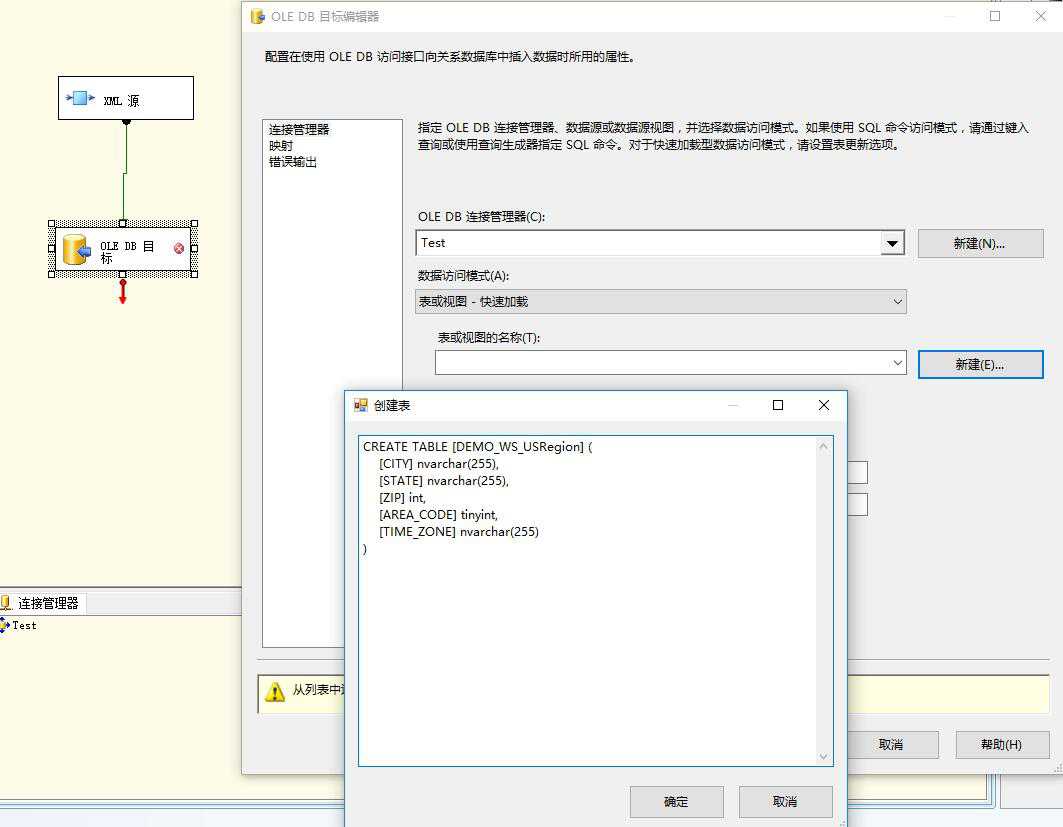 OLE DB 目标编辑器
配置在使用 OLE DB 访问接口向关系数据库中插入数据时所用的属性。
XML 源
OLE DB 目
标
连接管理器
映射
错误输出
指定 OLE DB 连接管理器、数据源或数据源视图，并选择数据访问模式。如果使用 SQL 命令访问模式，请通过键入
查询或使用查询生成器指定 SQL 命令。对于快速加载型数据访问模式，请设置表更新选项。
OLE DB 连接管理器(C):
Test
新建(N)...
数据访问模式(A):
表或视图 - 快速加载
表或视图的名称(T):
新建(E)...
创建表
CREATE TABLE [DEMO_WS_USRegion] (
[CITY] nvarchar(255),
[STATE] nvarchar(255),
[ZIP] int,
[AREA_CODE] tinyint,
[TIME_ZONE] nvarchar(255)
)
确定
取消
连接管理器
Test
从列表中
取消
帮助(H)